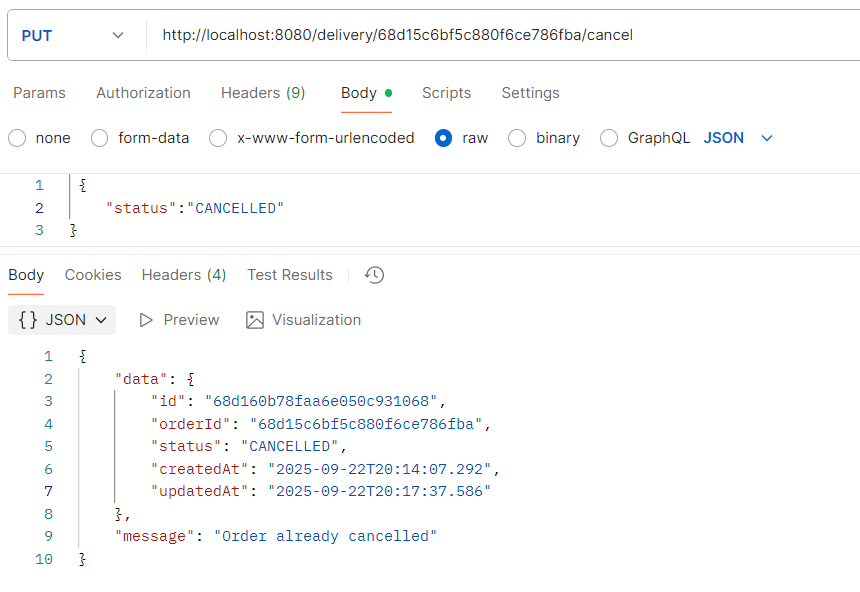 PUT http://localhost:8080/delivery/68d15c6bf5c880f6ce786fba/cancel
Params Authorization Headers (9) Body Scripts Settings
none form-data x-www-form-urlencoded raw binary GraphQL JSON
1 {
2 "status":"CANCELLED"
3 }
Body Cookies Headers (4) Test Results
{} JSON Preview Visualization
1 {
2 "data": {
3 "id": "68d160b78faa6e050c931068",
4 "orderId": "68d15c6bf5c880f6ce786fba",
5 "status": "CANCELLED",
6 "createdAt": "2025-09-22T20:14:07.292",
7 "updatedAt": "2025-09-22T20:17:37.586"
8 },
9 "message": "Order already cancelled"
10 }